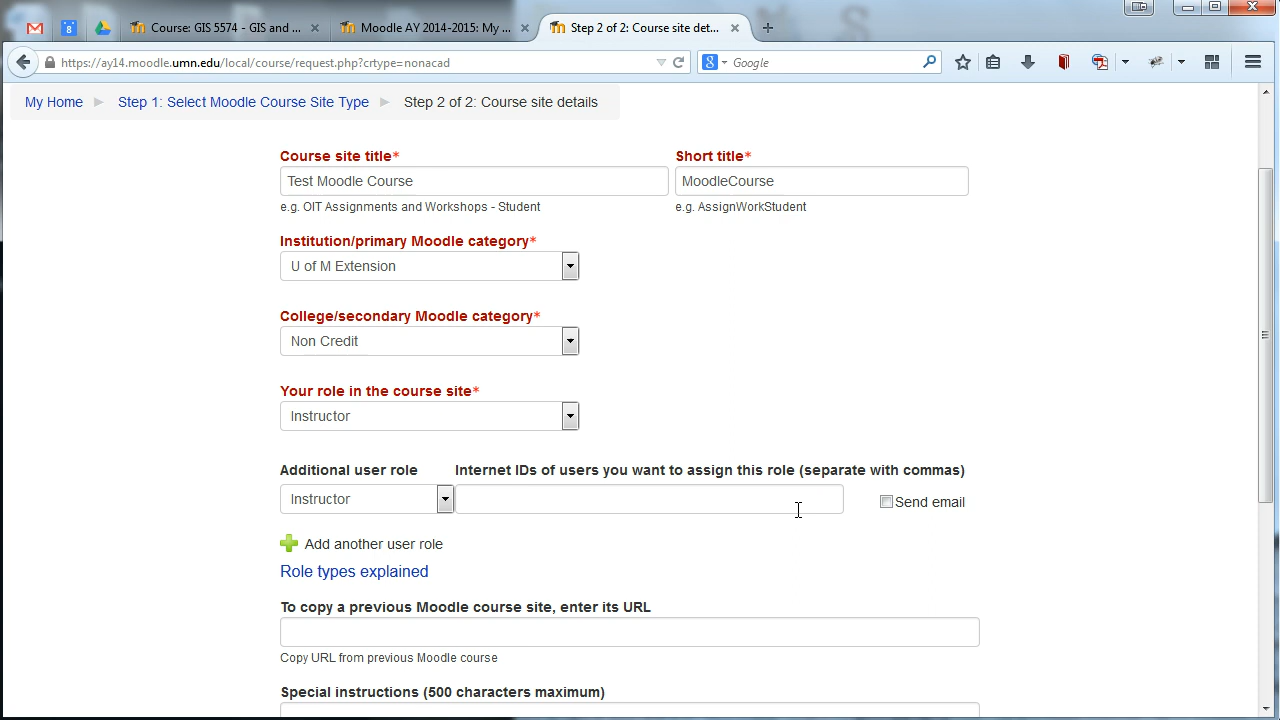 Course: GIS 5574 - GIS and ...
Moodle AY 2014-2015: My ...
Step 2 of 2: Course site det...
8
https://ay14.moodle.umn.edu/local/course/request.php?crtype=nonacad
8
Google
My Home
Step 1: Select Moodle Course Site Type
Step 2 of 2: Course site details
Course site title*
Short title*
Test Moodle Course
MoodleCourse
e.g. OIT Assignments and Workshops - Student
e.g. AssignWorkStudent
Institution/primary Moodle category*
U of M Extension
College/secondary Moodle category*
Non Credit
Your role in the course site*
Instructor
Additional user role
Internet IDs of users you want to assign this role (separate with commas)
Instructor
Send email
Add another user role
Role types explained
To copy a previous Moodle course site, enter its URL
Copy URL from previous Moodle course
Special instructions (500 characters maximum)